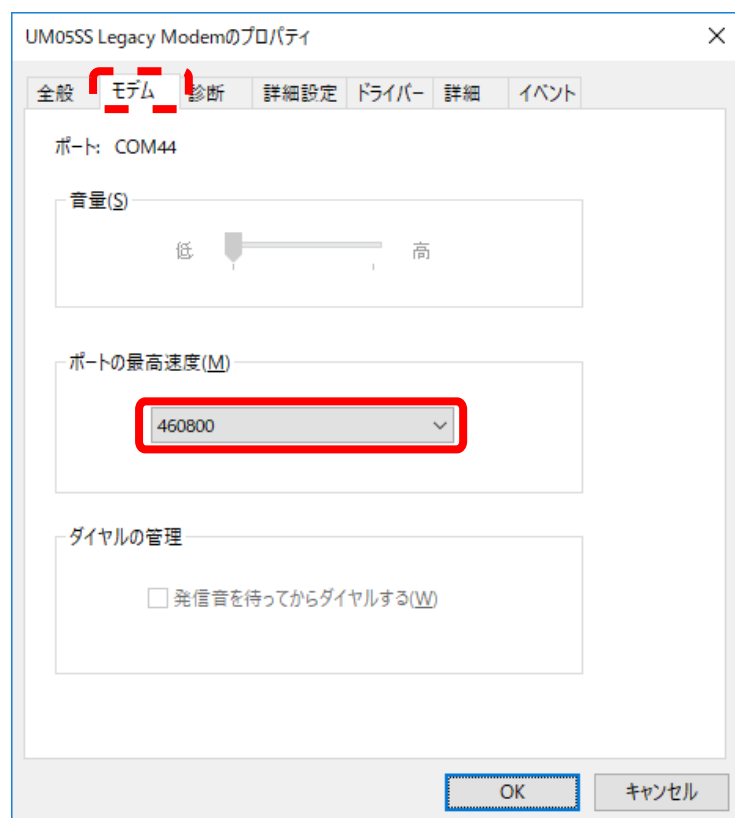 UM05SS Legacy Modemのプロパティ
全般 モデム 診断 詳細設定 ドライバー 詳細 イベント
ポート: COM44
音量(S)
低 高
ポートの最高速度(M)
460800
ダイヤルの管理
発信音を待ってからダイヤルする(W)
OK キャンセル